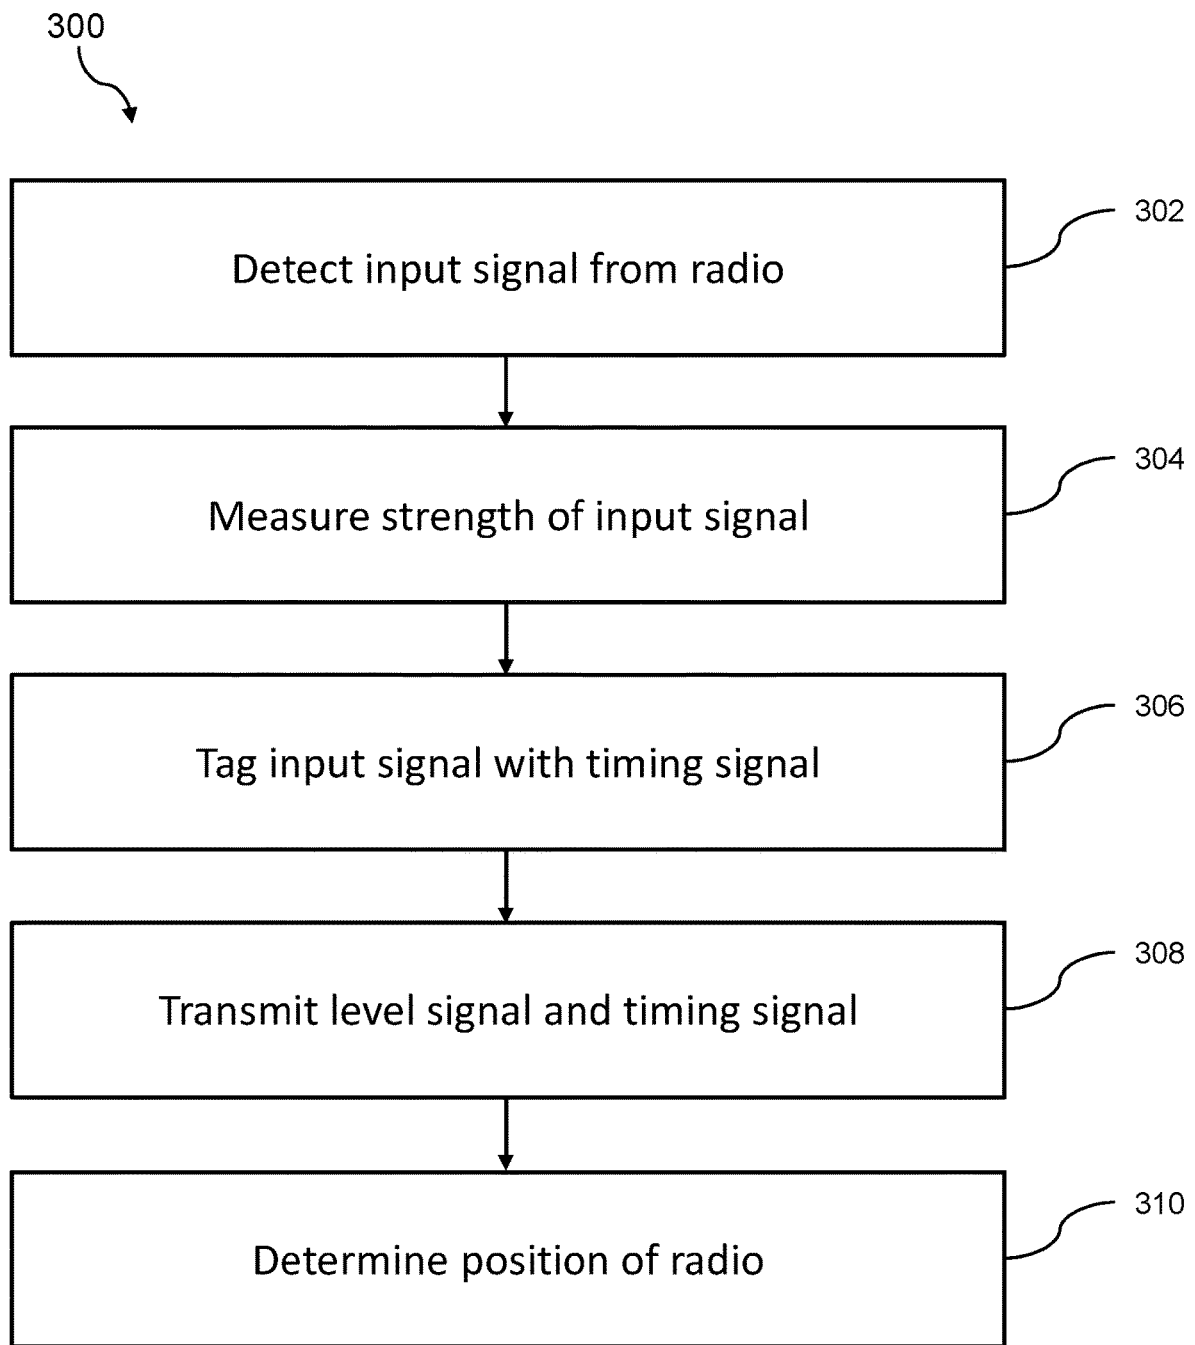 300
Detect input signal from radio
302
Measure strength of input signal
304
Tag input signal with timing signal
306
Transmit level signal and timing signal
308
Determine position of radio
310